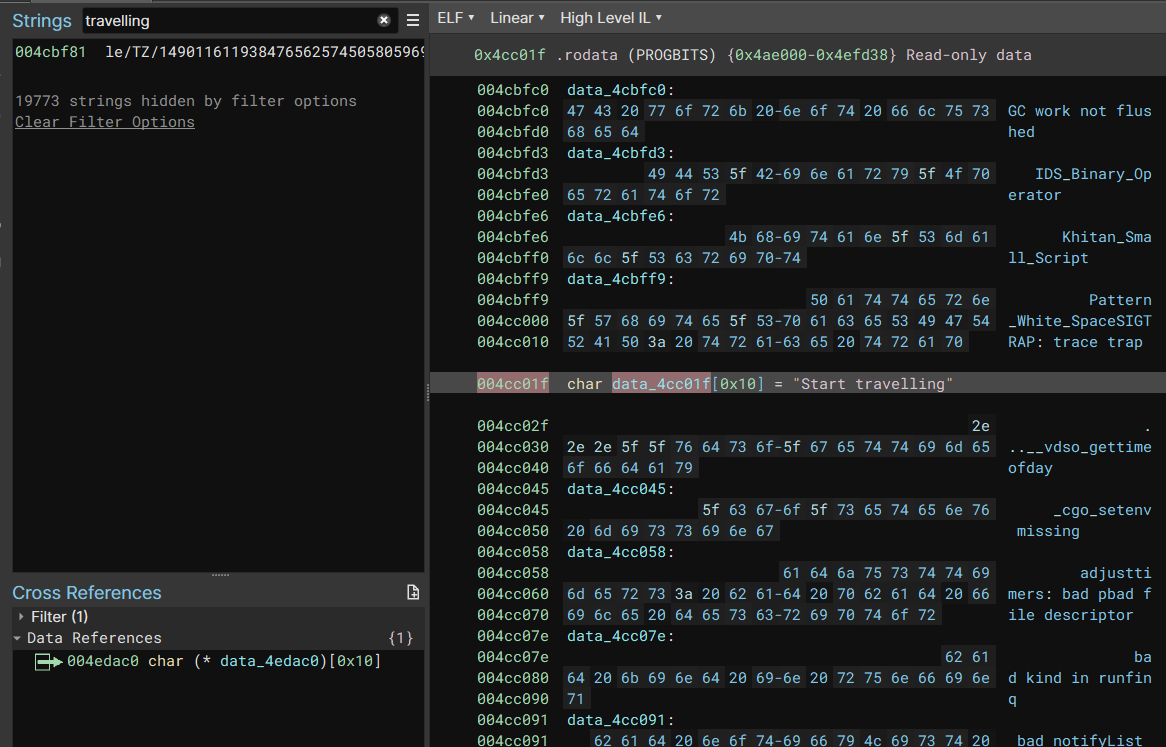 Strings travelling
004cbf81 le/TZ/149011611938476562574505805969
19773 strings hidden by filter options
Clear Filter Options
Cross References
Filter (1)
Data References {1}
004edac0 char (* data_4edac0)[0x10]
ELF Linear High Level IL
0x4cc01f .rodata (PROGBITS) {0x4ae000-0x4efd38} Read-only data
004cbfc0 data_4cbfc0:
004cbfc0 47 43 20 77 6f 72 6b 20-6e 6f 74 20 66 6c 75 73 GC work not flus
004cbfd0 68 65 64 hed
004cbfd3 data_4cbfd3:
004cbfd3 49 44 53 5f 42-69 6e 61 72 79 5f 4f 70 IDS_Binary_Op
004cbfe0 65 72 61 74 6f 72 erator
004cbfe6 data_4cbfe6:
004cbfe6 4b 68-69 74 61 6e 5f 53 6d 61 Khitan_Sma
004cbff0 6c 6c 5f 53 63 72 69 70-74 ll_Script
004cbff9 data_4cbff9:
004cbff9 50 61 74 74 65 72 6e Pattern
004cc000 5f 57 68 69 74 65 5f 53-70 61 63 65 53 49 47 54 _White_SpaceSIGT
004cc010 52 41 50 3a 20 74 72 61-63 65 20 74 72 61 70 RAP: trace trap
004cc01f char data_4cc01f[0x10] = "Start travelling"
004cc02f 2e .
004cc030 2e 2e 5f 5f 76 64 73 6f-5f 67 65 74 74 69 6d 65 ..__vdso_gettime
004cc040 6f 66 64 61 79 ofday
004cc045 data_4cc045:
004cc045 5f 63 67-6f 5f 73 65 74 65 6e 76 _cgo_setenv
004cc050 20 6d 69 73 73 69 6e 67 missing
004cc058 data_4cc058:
004cc058 61 64 6a 75 73 74 74 69 adjustti
004cc060 6d 65 72 73 3a 20 62 61-64 20 70 62 61 64 20 66 mers: bad pbad f
004cc070 69 6c 65 20 64 65 73 63-72 69 70 74 6f 72 ile descriptor
004cc07e data_4cc07e:
004cc07e 62 61 ba
004cc080 64 20 6b 69 6e 64 20 69-6e 20 72 75 6e 66 69 6e d kind in runfin
004cc090 71 q
004cc091 data_4cc091:
004cc091 62 61 64 20 6e 6f 74-69 66 79 4c 69 73 74 20 bad notifyList